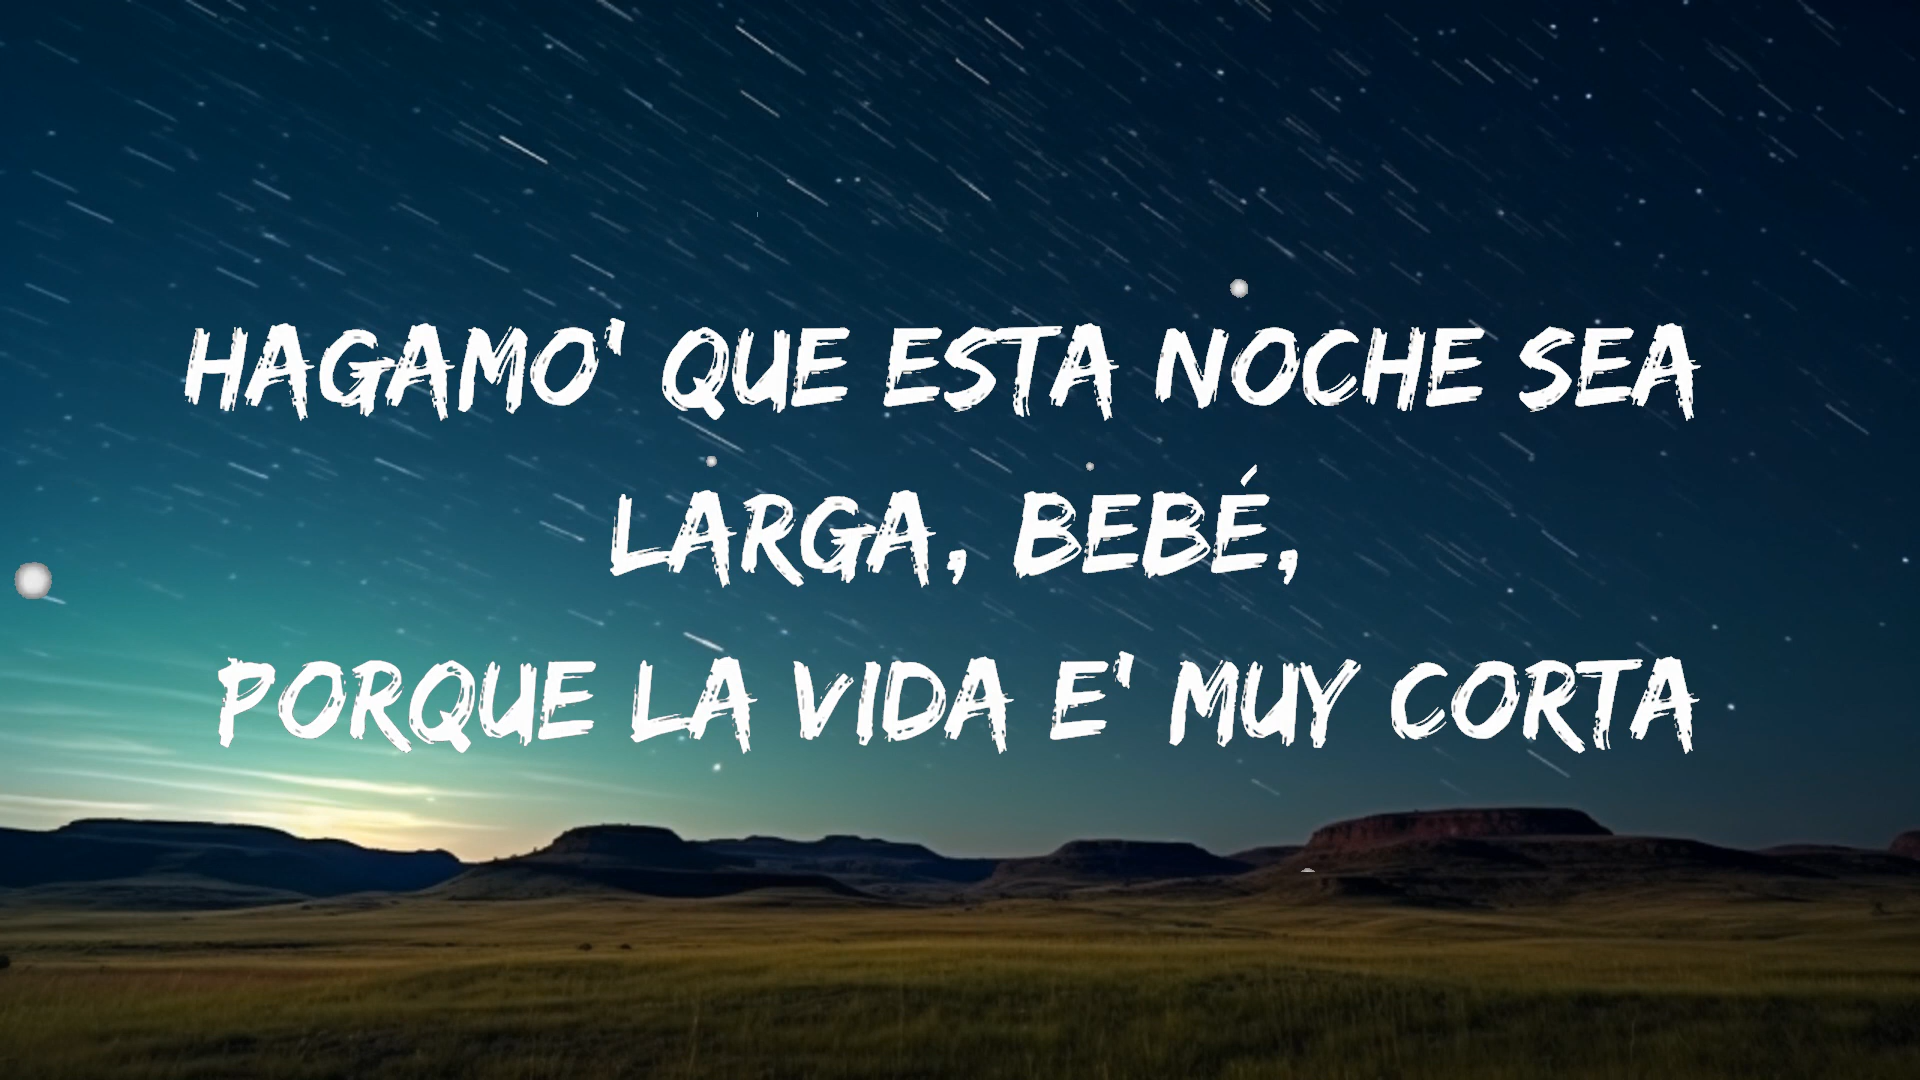 HAGAMO' QUE ESTA NOCHE SEA
LARGA, BEBÉ,
PORQUE LA VIDA E' MUY CORTA